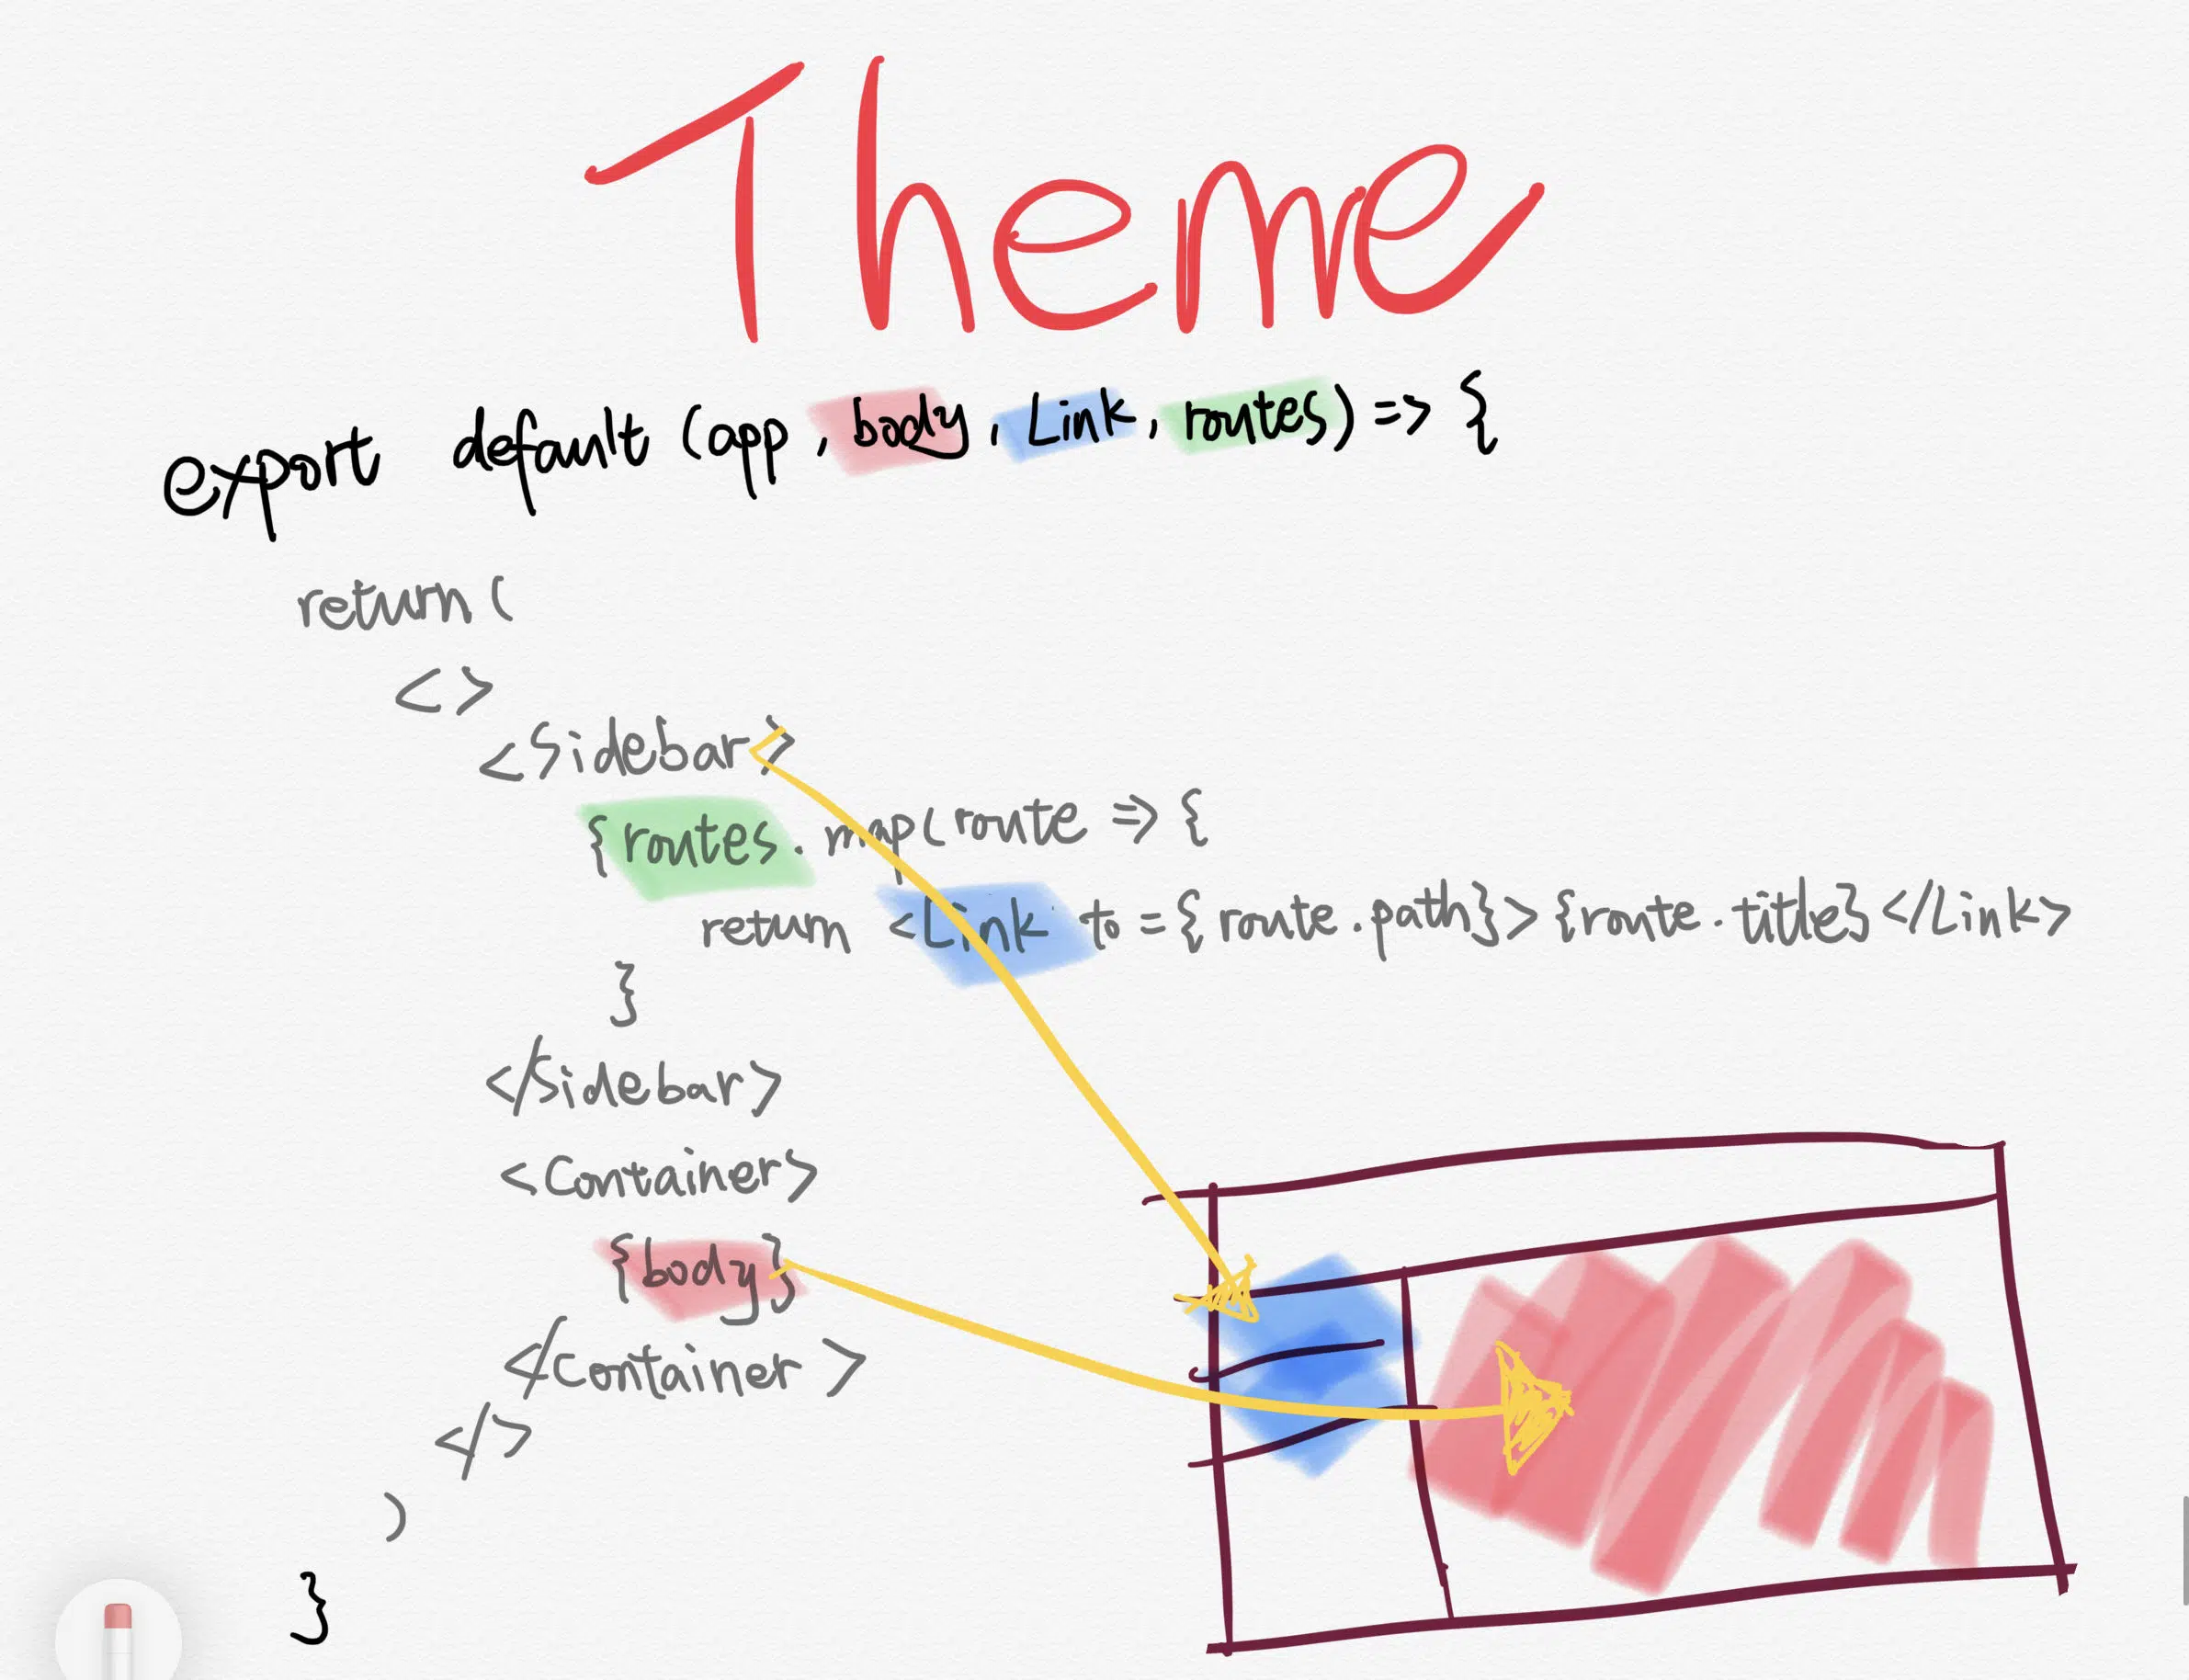 Theme
export default (app, body, Link, routes) => {
return (
<>
<Sidebar>
{routes.map(route => {
return <Link to={route.path}>{route.title}</Link>
}
</Sidebar>
<Container>
{body}
</Container>
</>
)
}